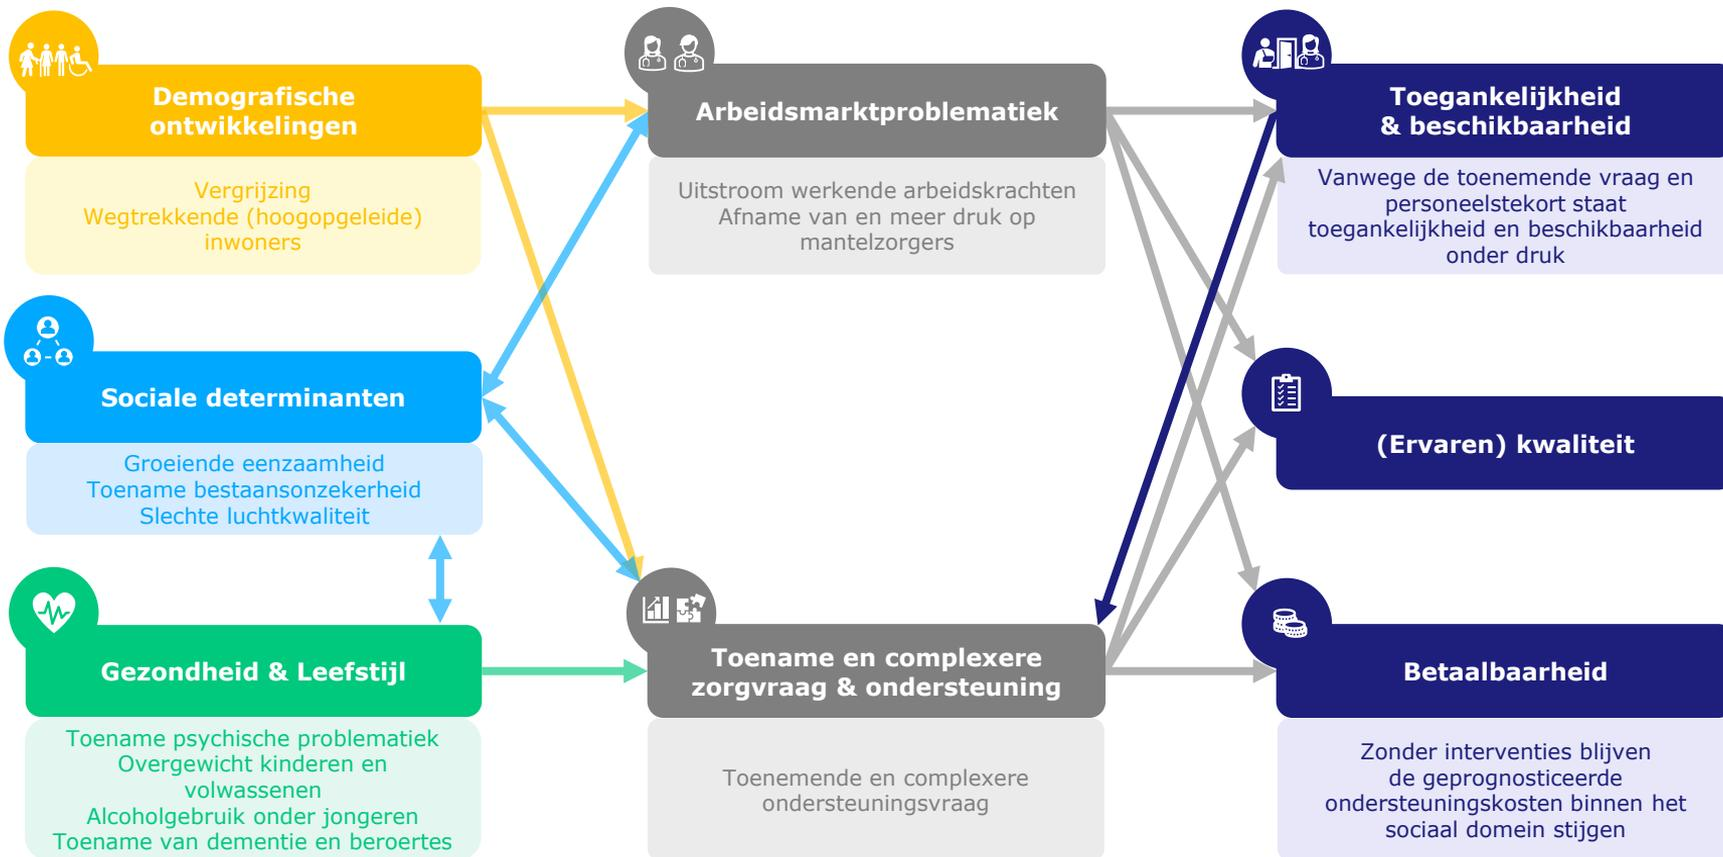 Demografische
ontwikkelingen
Vergrijzing
Wegtrekkende (hoogopgeleide)
inwoners
Sociale determinanten
Groeiende eenzaamheid
Toename bestaansonzekerheid
Slechte luchtkwaliteit
Gezondheid & Leefstijl
Toename psychische problematiek
Overgewicht kinderen en
volwassenen
Alcoholgebruik onder jongeren
Toename van dementie en beroertes
Arbeidsmarktproblematiek
Uitstroom werkende arbeidskrachten
Afname van en meer druk op
mantelzorgers
Toename en complexere
zorgvraag & ondersteuning
Toenemende en complexere
ondersteuningsvraag
Toegankelijkheid
& beschikbaarheid
Vanwege de toenemende vraag en
personeelstekort staat
toegankelijkheid en beschikbaarheid
onder druk
(Ervaren) kwaliteit
Betaalbaarheid
Zonder interventies blijven
de geprognosticeerde
ondersteuningskosten binnen het
sociaal domein stijgen